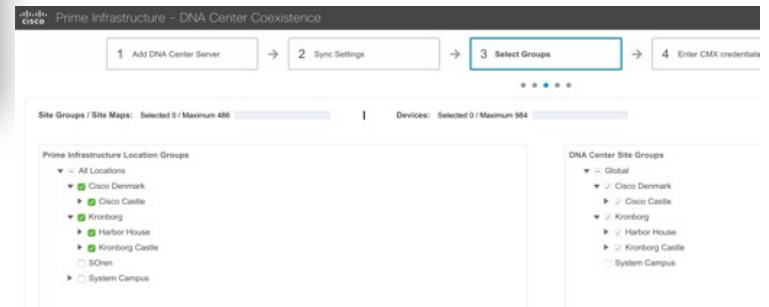 cisco Prime Infrastructure - DNA Center Coexistence
1 Add DNA Center Server → 2 Sync Settings → 3 Select Groups → 4 Enter CMX credentials
Site Groups / Site Maps: Selected 0 / Maximum 486 | Devices: Selected 0 / Maximum 984
Prime Infrastructure Location Groups
All Locations
Cisco Denmark
Cisco Castle
Kronborg
Harbor House
Kronborg Castle
SOren
System Campus
DNA Center Site Groups
Global
Cisco Denmark
Cisco Castle
Kronborg
Harbor House
Kronborg Castle
System Campus